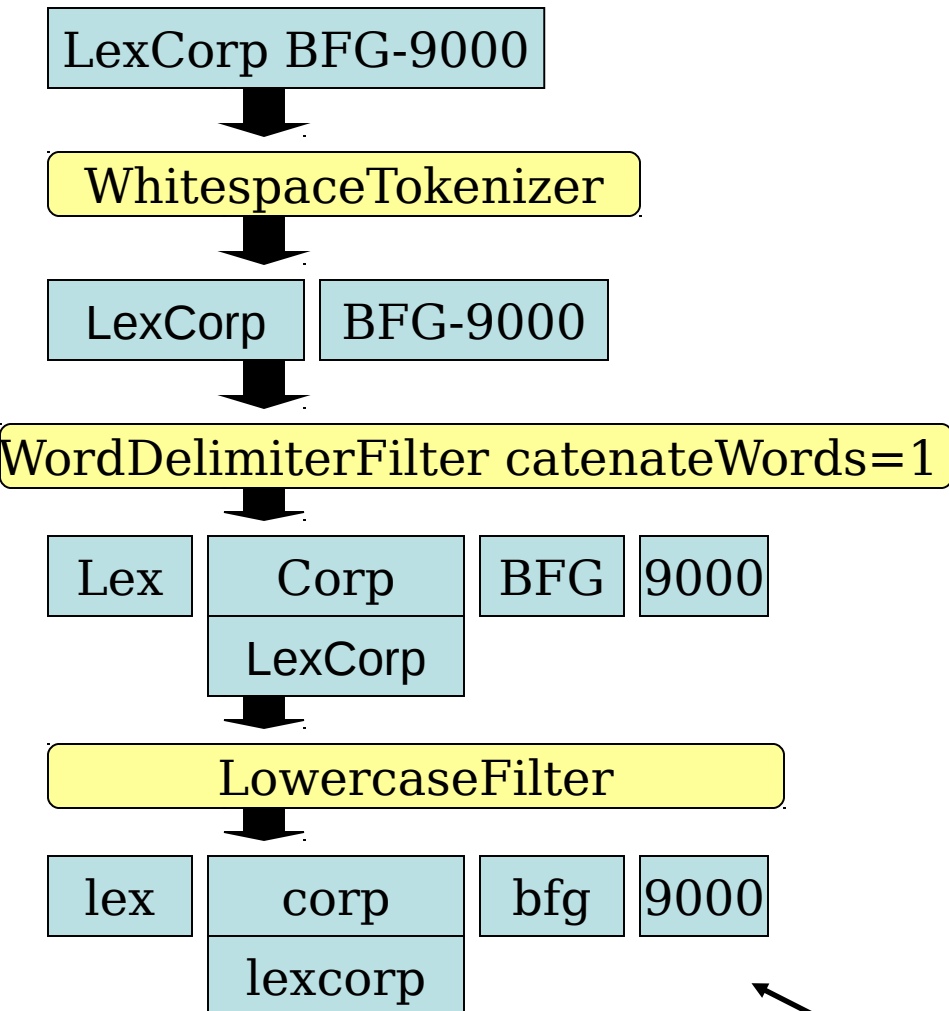 LexCorp BFG-9000
WhitespaceTokenizer
LexCorp BFG-9000
WordDelimiterFilter catenateWords=1
Lex Corp BFG 9000
LexCorp
LowercaseFilter
lex corp bfg 9000
lexcorp